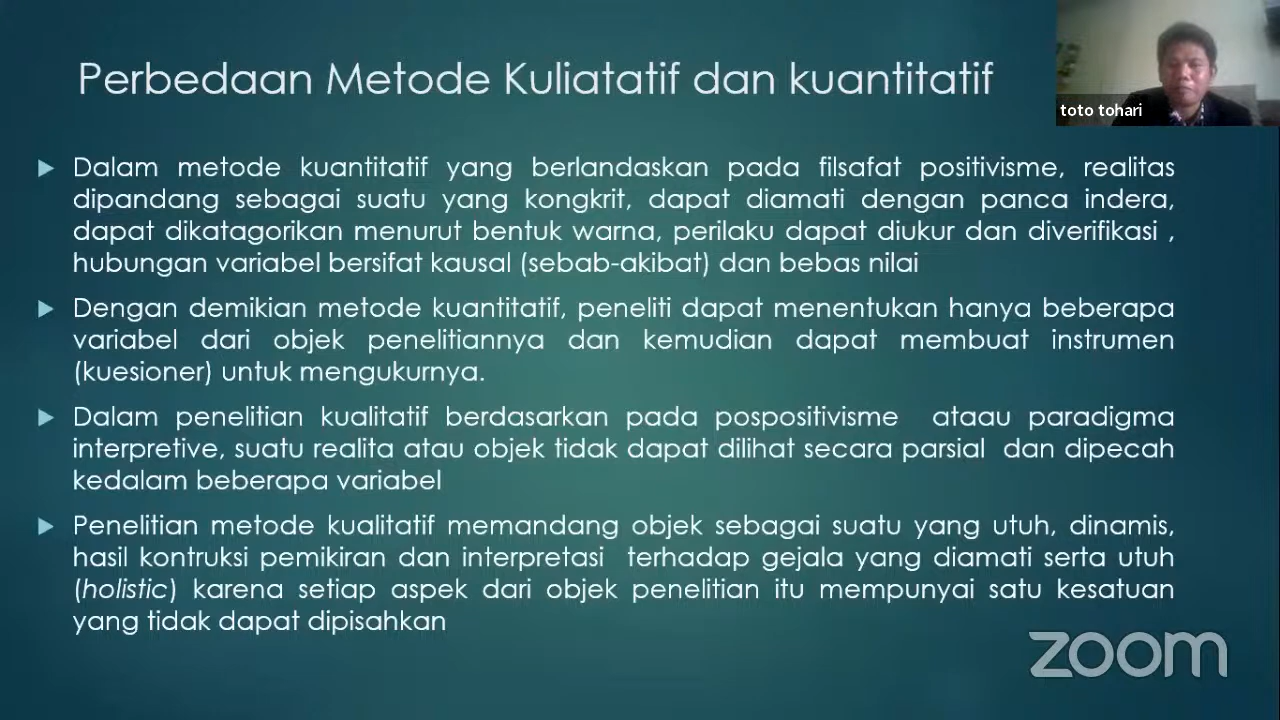 Perbedaan Metode Kuliatatif dan kuantitatif
toto tohari
Dalam metode kuantitatif yang berlandaskan pada filsafat positivisme, realitas
dipandang sebagai suatu yang kongkrit, dapat diamati dengan panca indera,
dapat dikatagorikan menurut bentuk warna, perilaku dapat diukur dan diverifikasi ,
hubungan variabel bersifat kausal (sebab-akibat) dan bebas nilai
Dengan demikian metode kuantitatif, peneliti dapat menentukan hanya beberapa
variabel dari objek penelitiannya dan kemudian dapat membuat instrumen
(kuesioner) untuk mengukurnya.
Dalam penelitian kualitatif berdasarkan pada pospositivisme ataau paradigma
interpretive, suatu realita atau objek tidak dapat dilihat secara parsial dan dipecah
kedalam beberapa variabel
Penelitian metode kualitatif memandang objek sebagai suatu yang utuh, dinamis,
hasil kontruksi pemikiran dan interpretasi terhadap gejala yang diamati serta utuh
(holistic) karena setiap aspek dari objek penelitian itu mempunyai satu kesatuan
yang tidak dapat dipisahkan
zoom